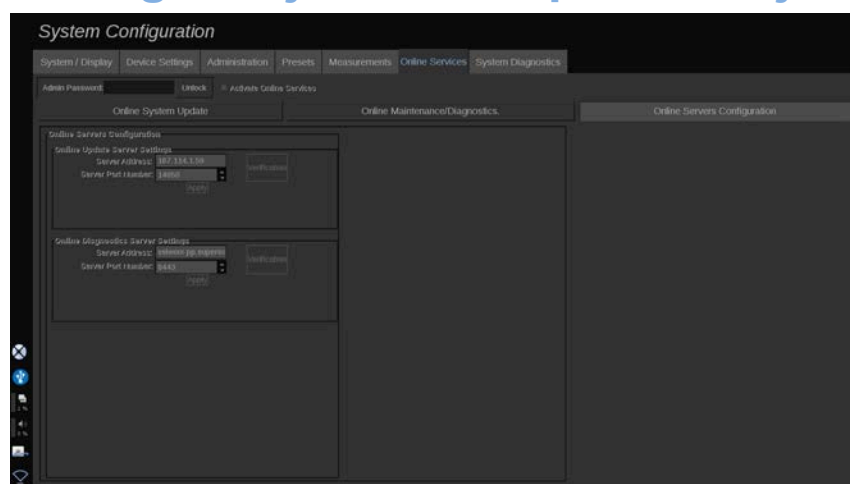 System Configuration
System / Display Device Settings Administration Presets Measurements Online Services System Diagnostics
Admin Password: Unlock Activate Online Services
Online System Update Online Maintenance/Diagnostics. Online Servers Configuration
Online Servers Configuration
Online Update Server Settings
Server Address:
Server Port Number:
Verification
Apply
Online Diagnostics Server Settings
Server Address:
Server Port Number: 8443
Verification
Apply